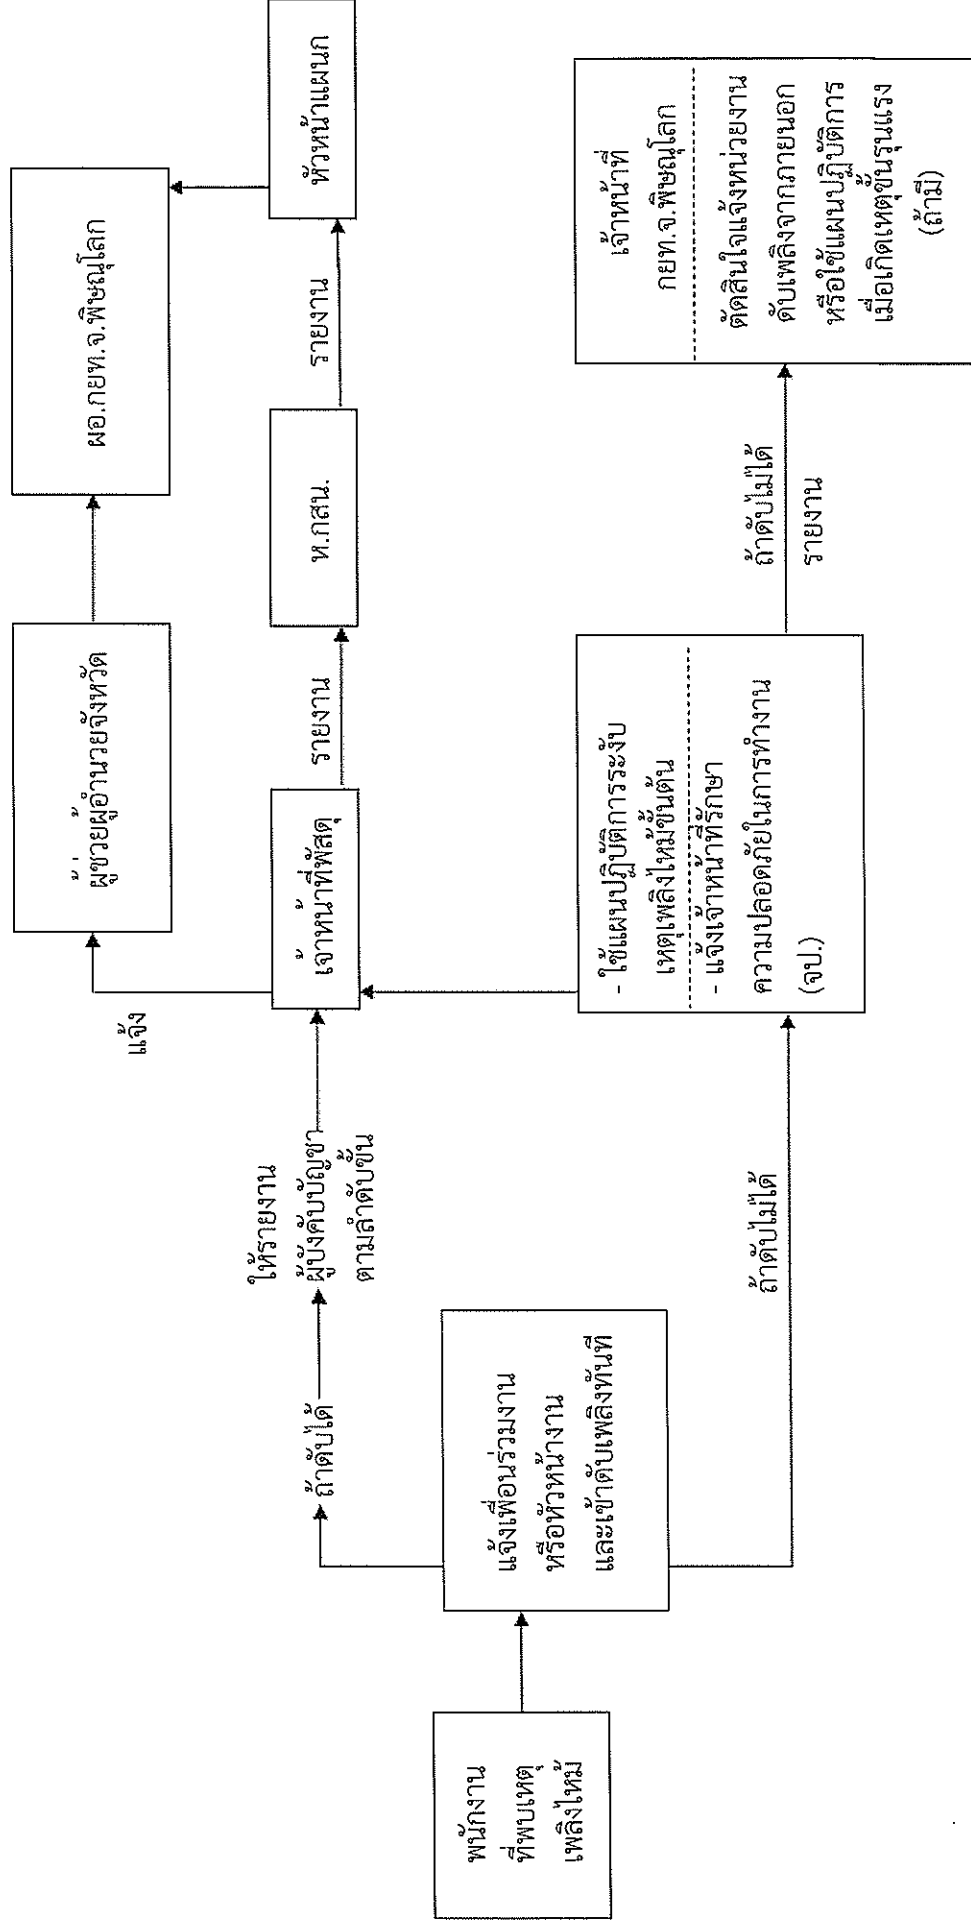 พนักงาน
ที่พบเหตุ
เพลิงไหม้
แจ้งเพื่อนร่วมงาน
หรือหัวหน้างาน
และเข้าดับเพลิงทันที
ถ้าดับได้
ให้รายงาน
ผู้บังคับบัญชา
ตามลำดับขั้น
ถ้าดับไม่ได้
แจ้ง
เจ้าหน้าที่พัสดุ
ผู้ช่วยผู้อำนวยจังหวัด
รายงาน
ห.กสน.
รายงาน
หัวหน้าแผนก
ผอ.กยท.จ.พิษณุโลก
- ใช้แผนปฏิบัติการระงับ
เหตุเพลิงไหม้ขั้นต้น
- แจ้งเจ้าหน้าที่รักษา
ความปลอดภัยในการทำงาน
(จป.)
ถ้าดับไม่ได้
รายงาน
เจ้าหน้าที่
กยท.จ.พิษณุโลก
ตัดสินใจแจ้งหน่วยงาน
ดับเพลิงจากภายนอก
หรือใช้แผนปฏิบัติการ
เมื่อเกิดเหตุขั้นรุนแรง
(ถ้ามี)